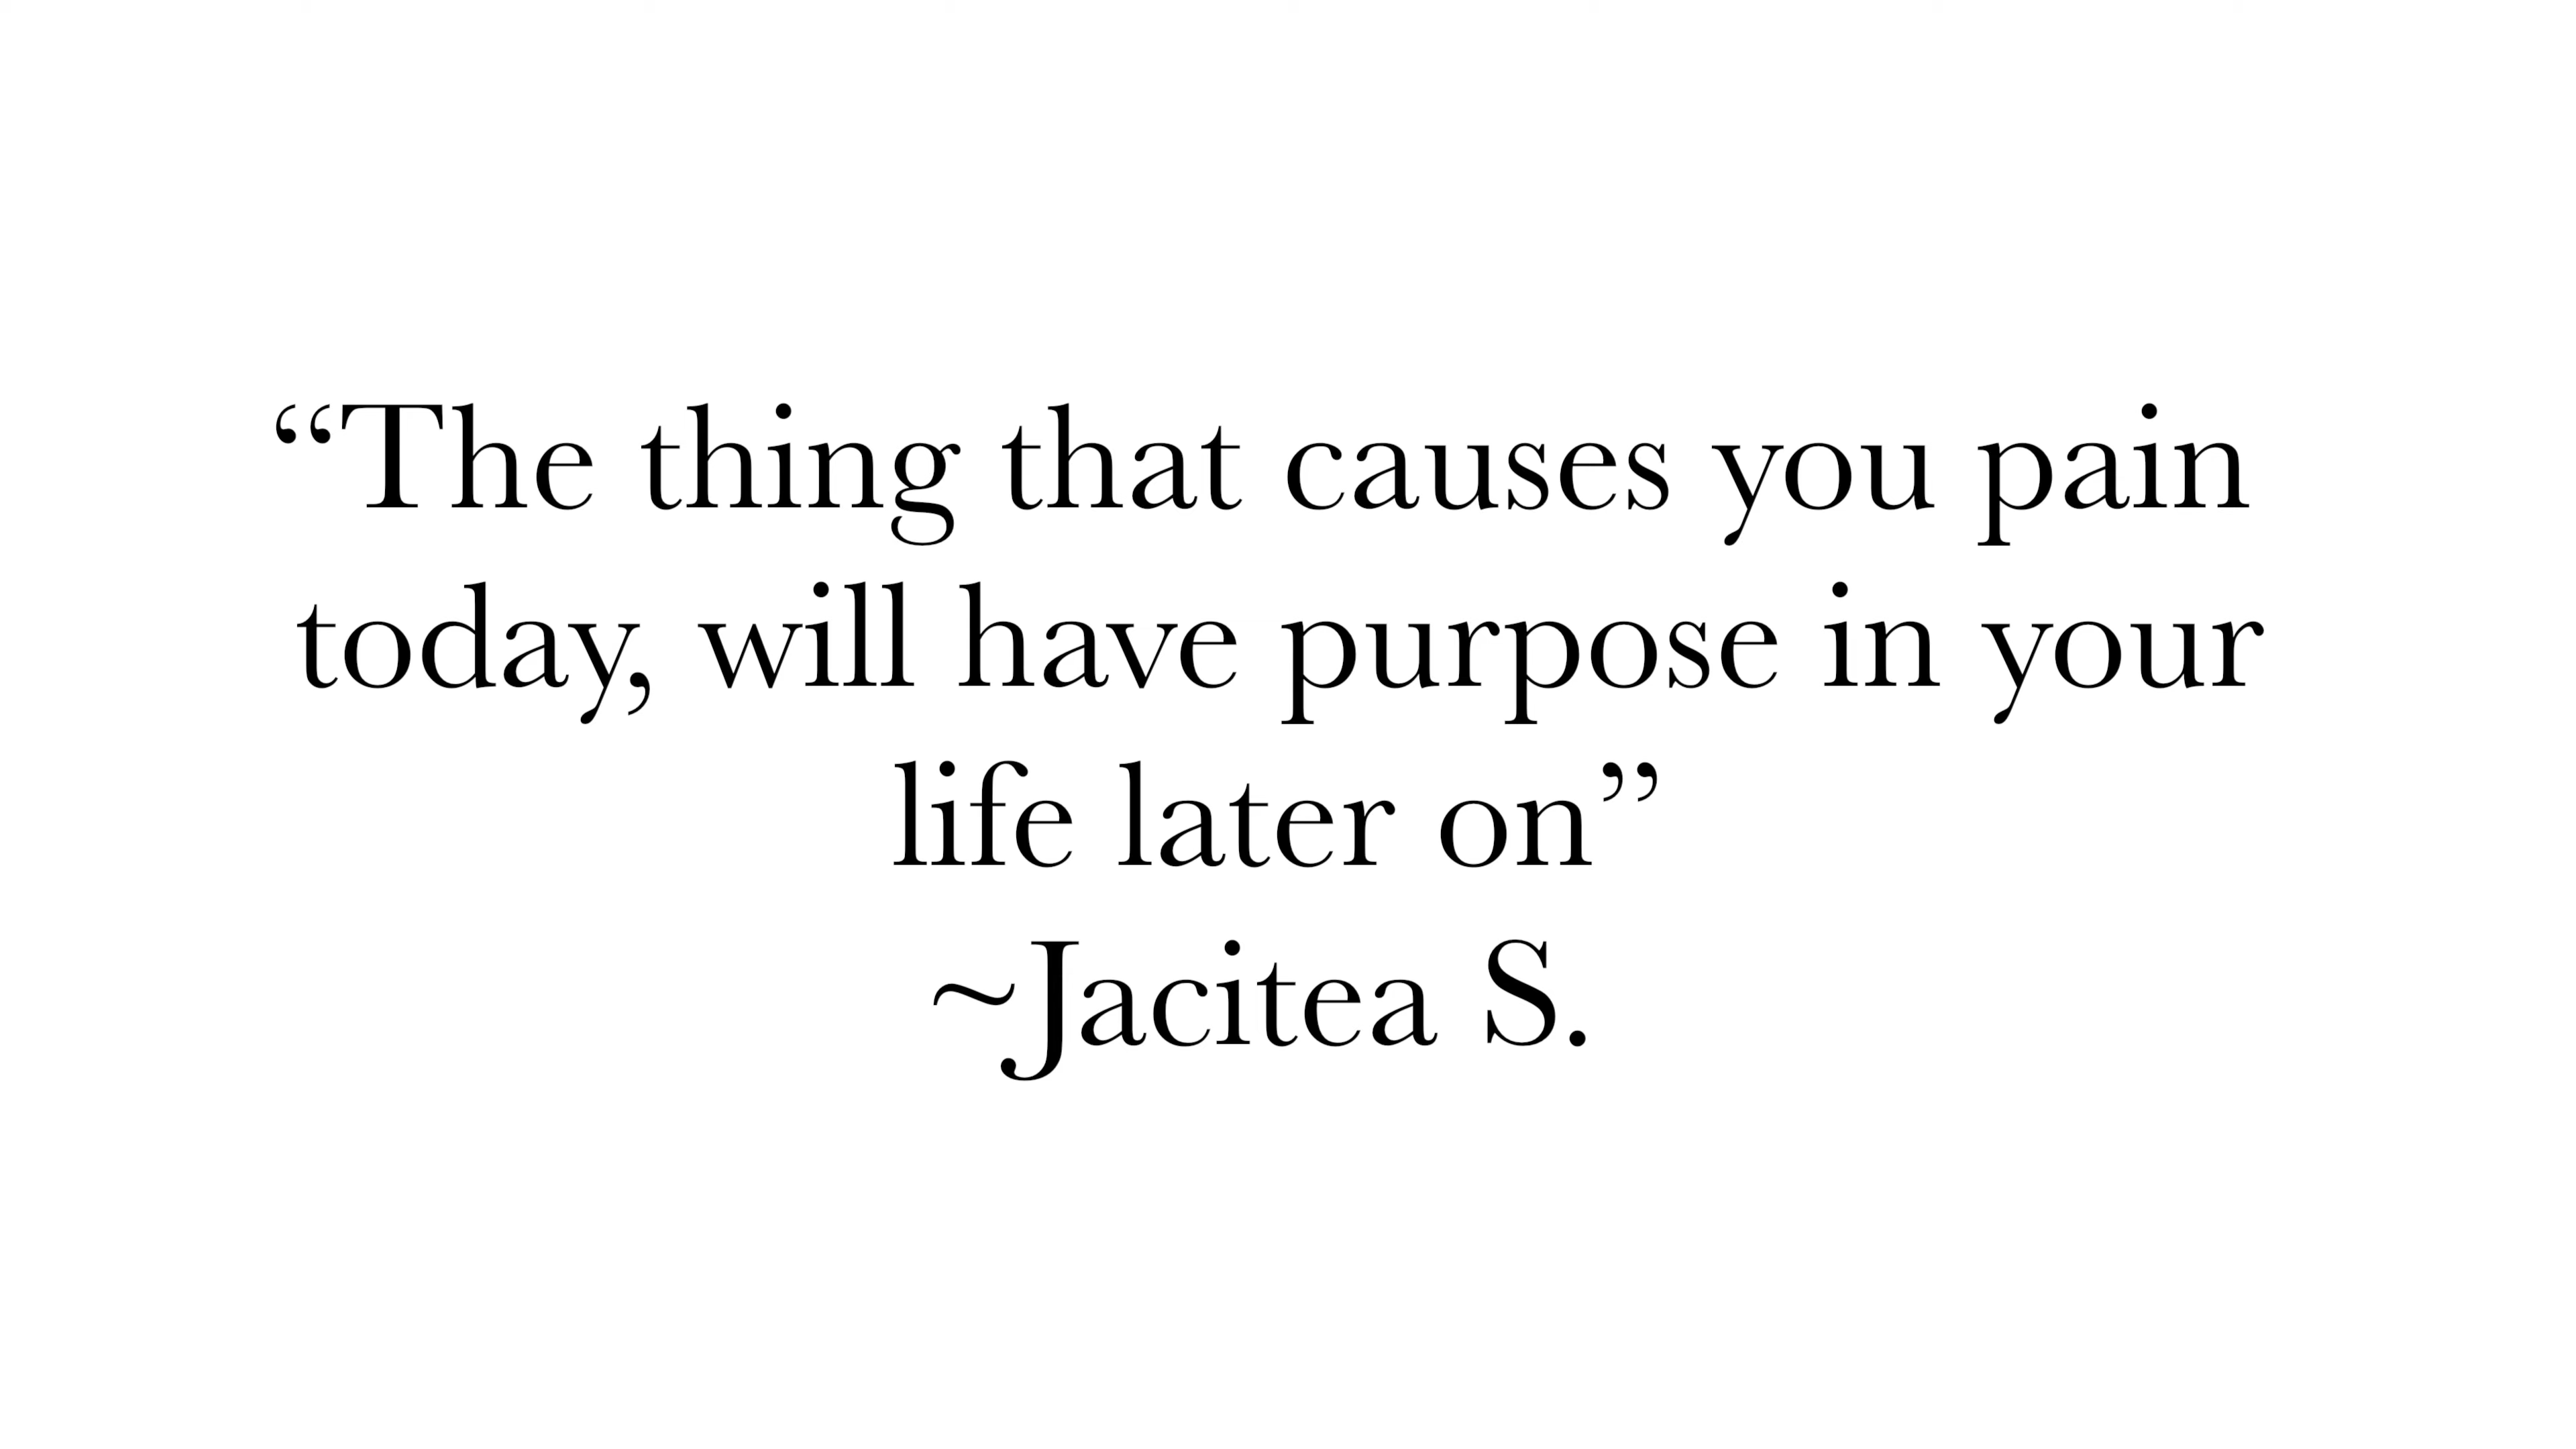 “The thing that causes you pain
today, will have purpose in your
life later on”
~Jacitea S.